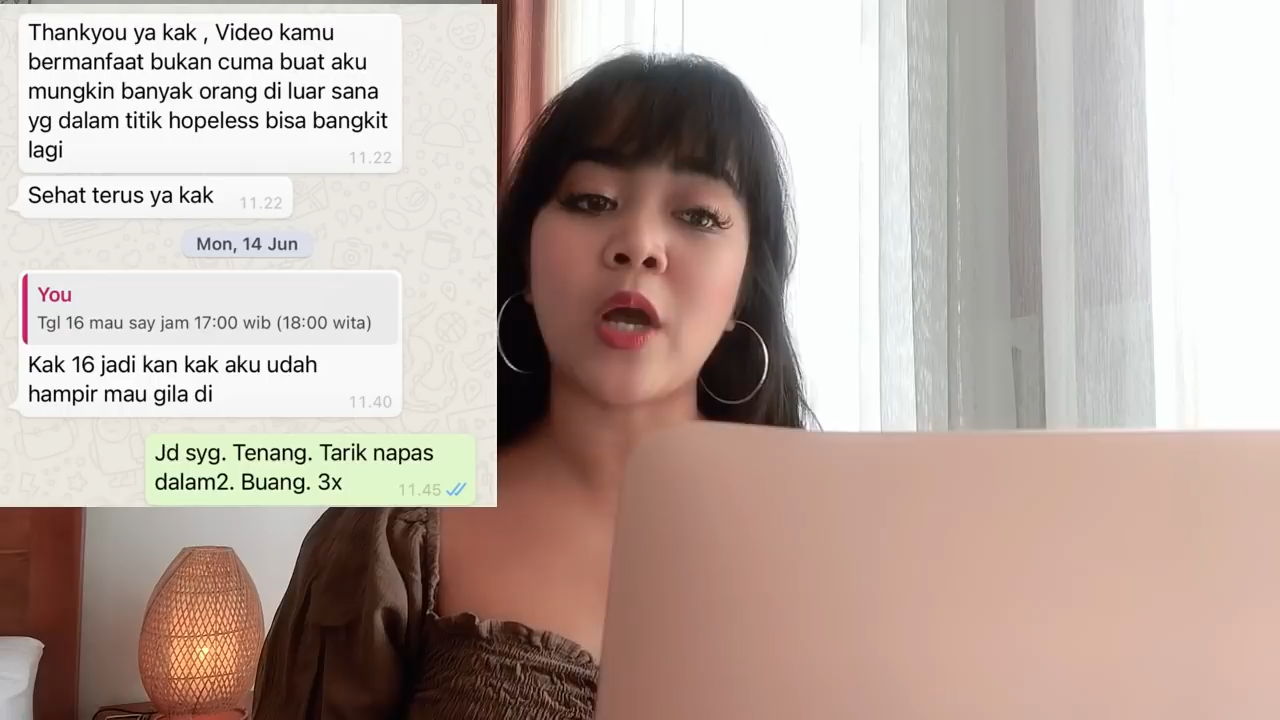 Thankyou ya kak , Video kamu
bermanfaat bukan cuma buat aku
mungkin banyak orang di luar sana
yg dalam titik hopeless bisa bangkit
lagi
11.22
Sehat terus ya kak
11.22
Mon, 14 Jun
You
Tgl 16 mau say jam 17:00 wib (18:00 wita)
Kak 16 jadi kan kak aku udah
hampir mau gila di
11.40
Jd syg. Tenang. Tarik napas
dalam2. Buang. 3x
11.45